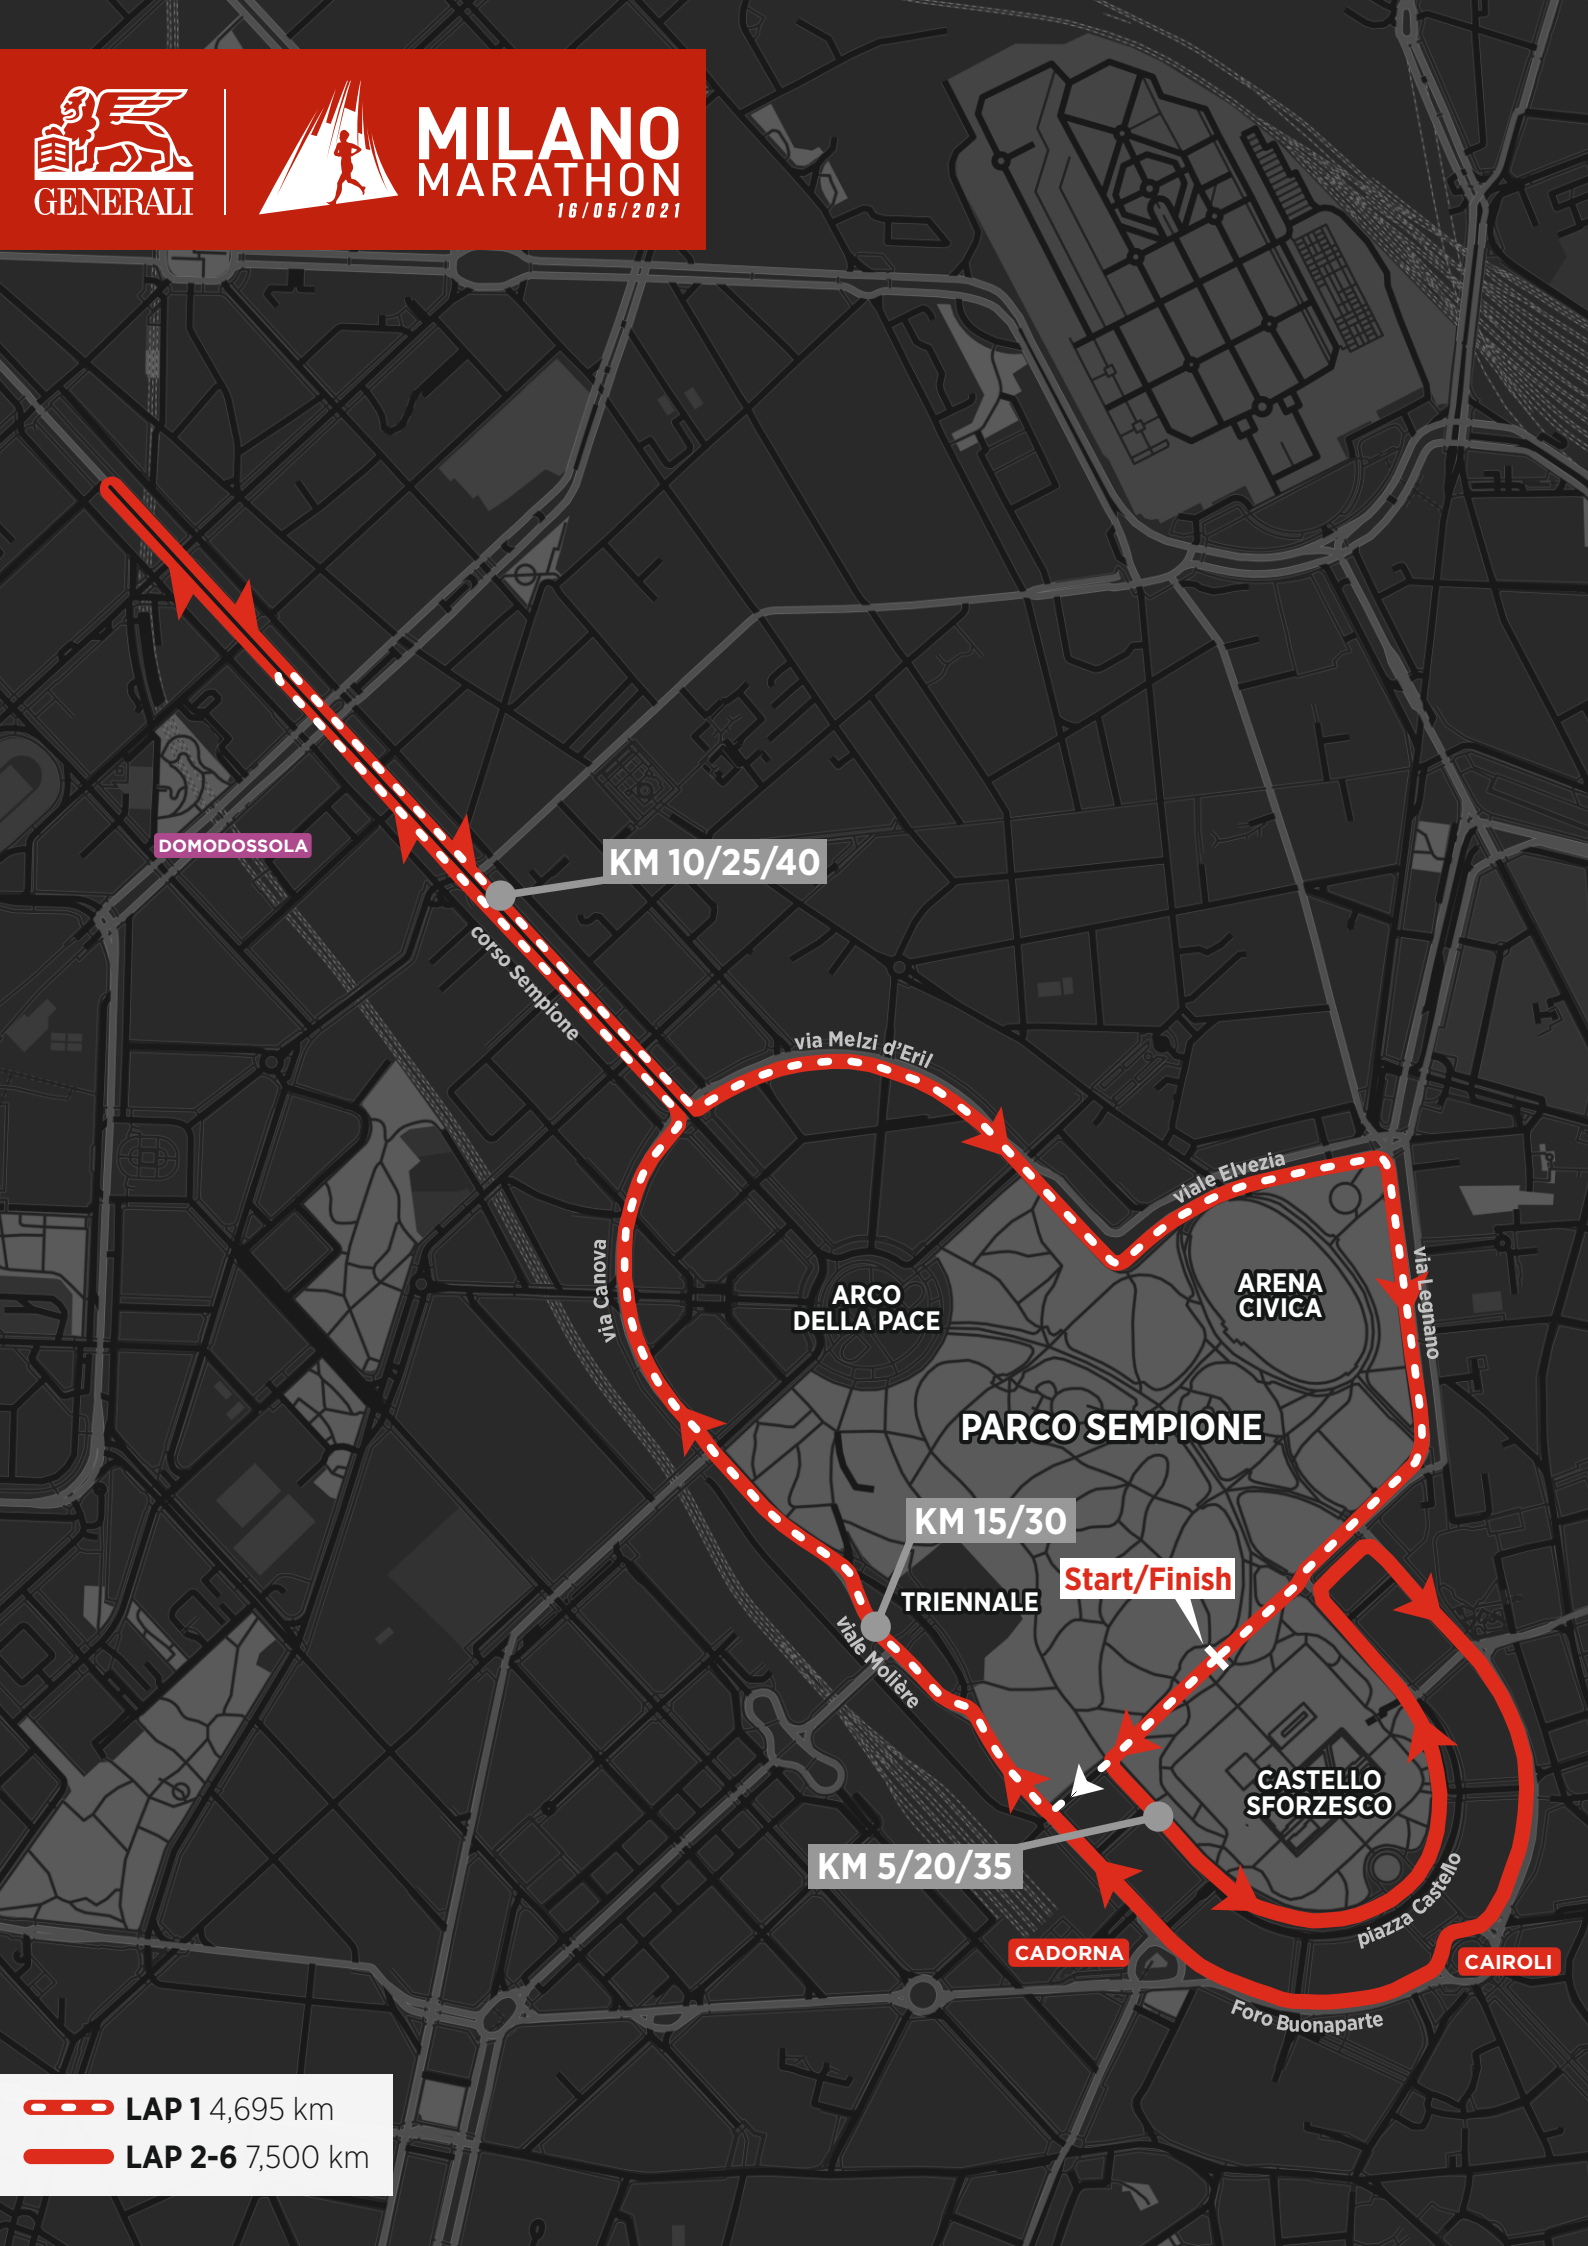 GENERALI
MILANO
MARATHON
16/05/2021
DOMODOSSOLA
KM 10/25/40
corso Sempione
via Melzi d'Eril
viale Elvezia
via Canova
ARCO
DELLA PACE
ARENA
CIVICA
via Legnano
PARCO SEMPIONE
KM 15/30
Start/Finish
TRIENNALE
viale Molière
CASTELLO
SFORZESCO
KM 5/20/35
piazza Castello
CADORNA
CAIROLI
Foro Buonaparte
LAP 1 4,695 km
LAP 2-6 7,500 km